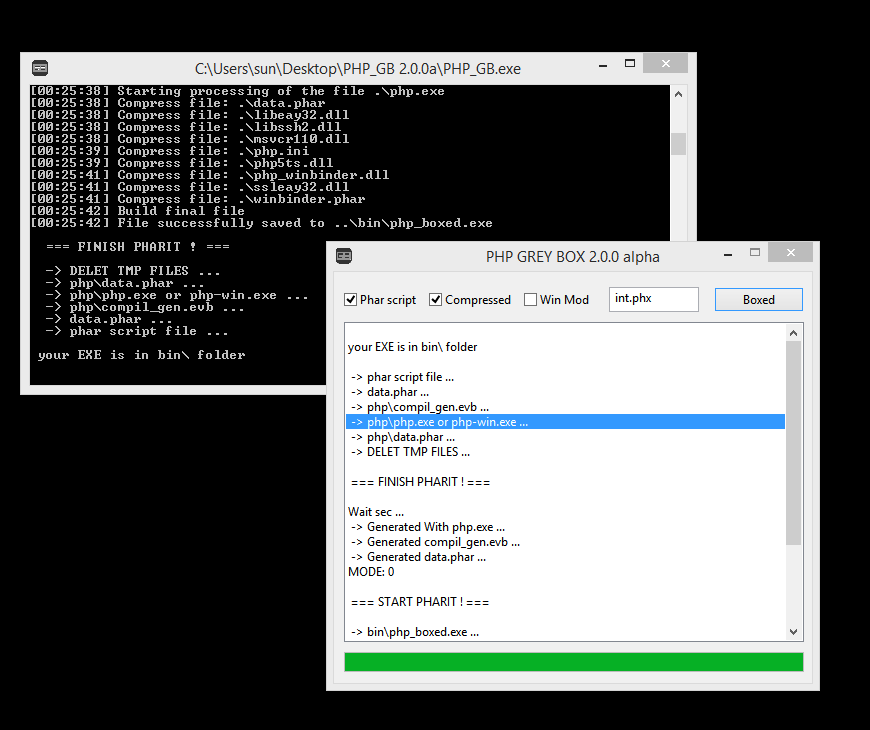 C:\Users\sun\Desktop\PHP_GB 2.0.0a\PHP_GB.exe
[00:25:38] Starting processing of the file .\php.exe
[00:25:38] Compress file: .\data.phar
[00:25:38] Compress file: .\libeay32.dll
[00:25:38] Compress file: .\libssh2.dll
[00:25:38] Compress file: .\msvcr110.dll
[00:25:39] Compress file: .\php.ini
[00:25:39] Compress file: .\php5ts.dll
[00:25:41] Compress file: .\php_winbinder.dll
[00:25:41] Compress file: .\ssleay32.dll
[00:25:41] Compress file: .\winbinder.phar
[00:25:42] Build final file
[00:25:42] File successfully saved to ..\bin\php_boxed.exe
=== FINISH PHARIT ! ===
-> DELET TMP FILES ...
-> php\data.phar ...
-> php\php.exe or php-win.exe ...
-> php\compil_gen.evb ...
-> data.phar ...
-> phar script file ...
your EXE is in bin\ folder
PHP GREY BOX 2.0.0 alpha
Phar script Compressed Win Mod int.phx Boxed
your EXE is in bin\ folder
-> phar script file ...
-> data.phar ...
-> php\compil_gen.evb ...
-> php\php.exe or php-win.exe ...
-> php\data.phar ...
-> DELET TMP FILES ...
=== FINISH PHARIT ! ===
Wait sec ...
-> Generated With php.exe ...
-> Generated compil_gen.evb ...
-> Generated data.phar ...
MODE: 0
=== START PHARIT ! ===
-> bin\php_boxed.exe ...